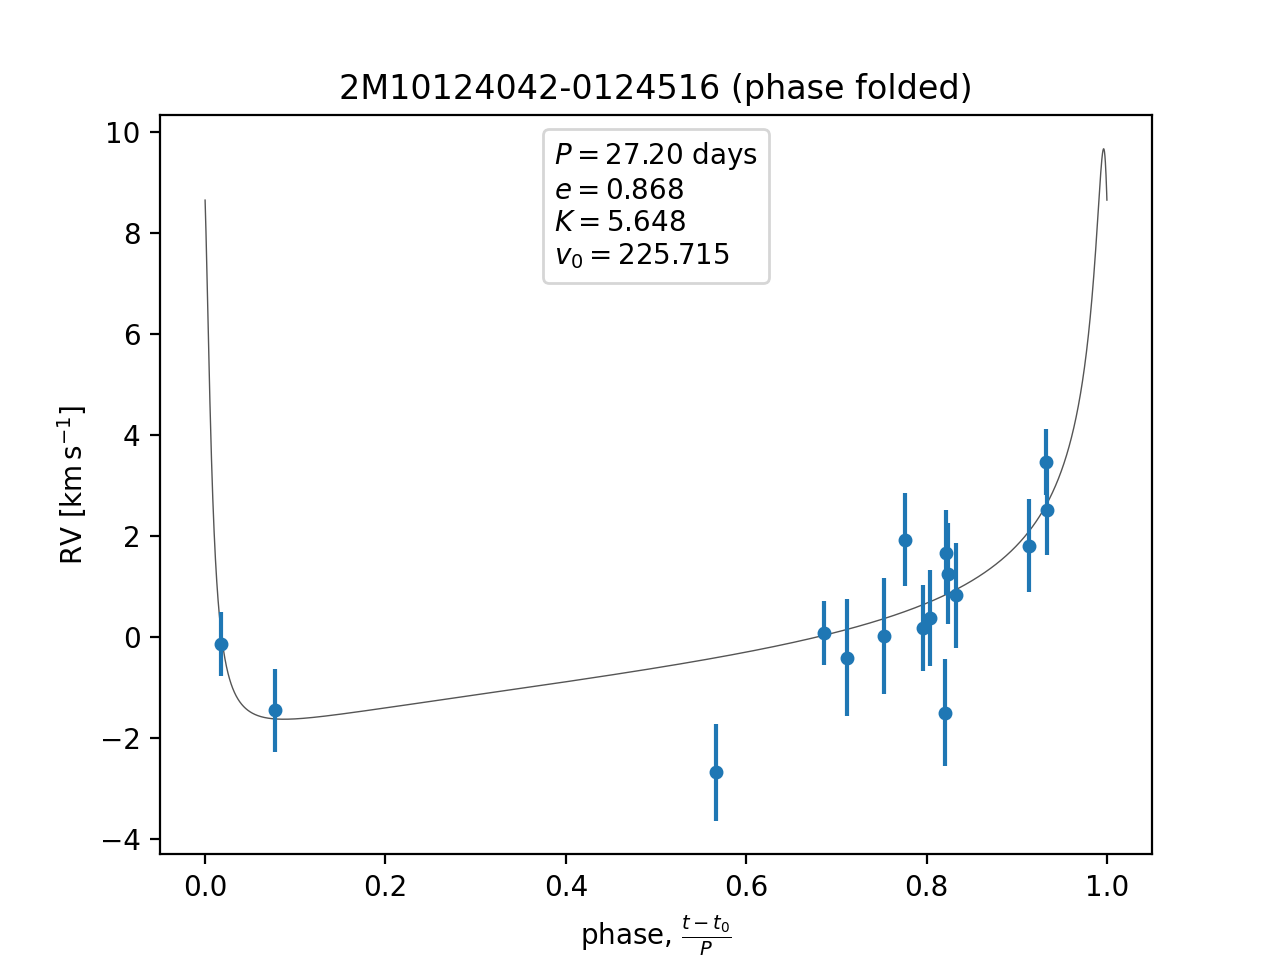 2M10124042-0124516 (phase folded)
P = 27.20 days
e = 0.868
K = 5.648
v₀ = 225.715
RV [km s⁻¹]
10
8
6
4
2
0
−2
−4
0.0 0.2 0.4 0.6 0.8 1.0
phase, (t − t₀)/P